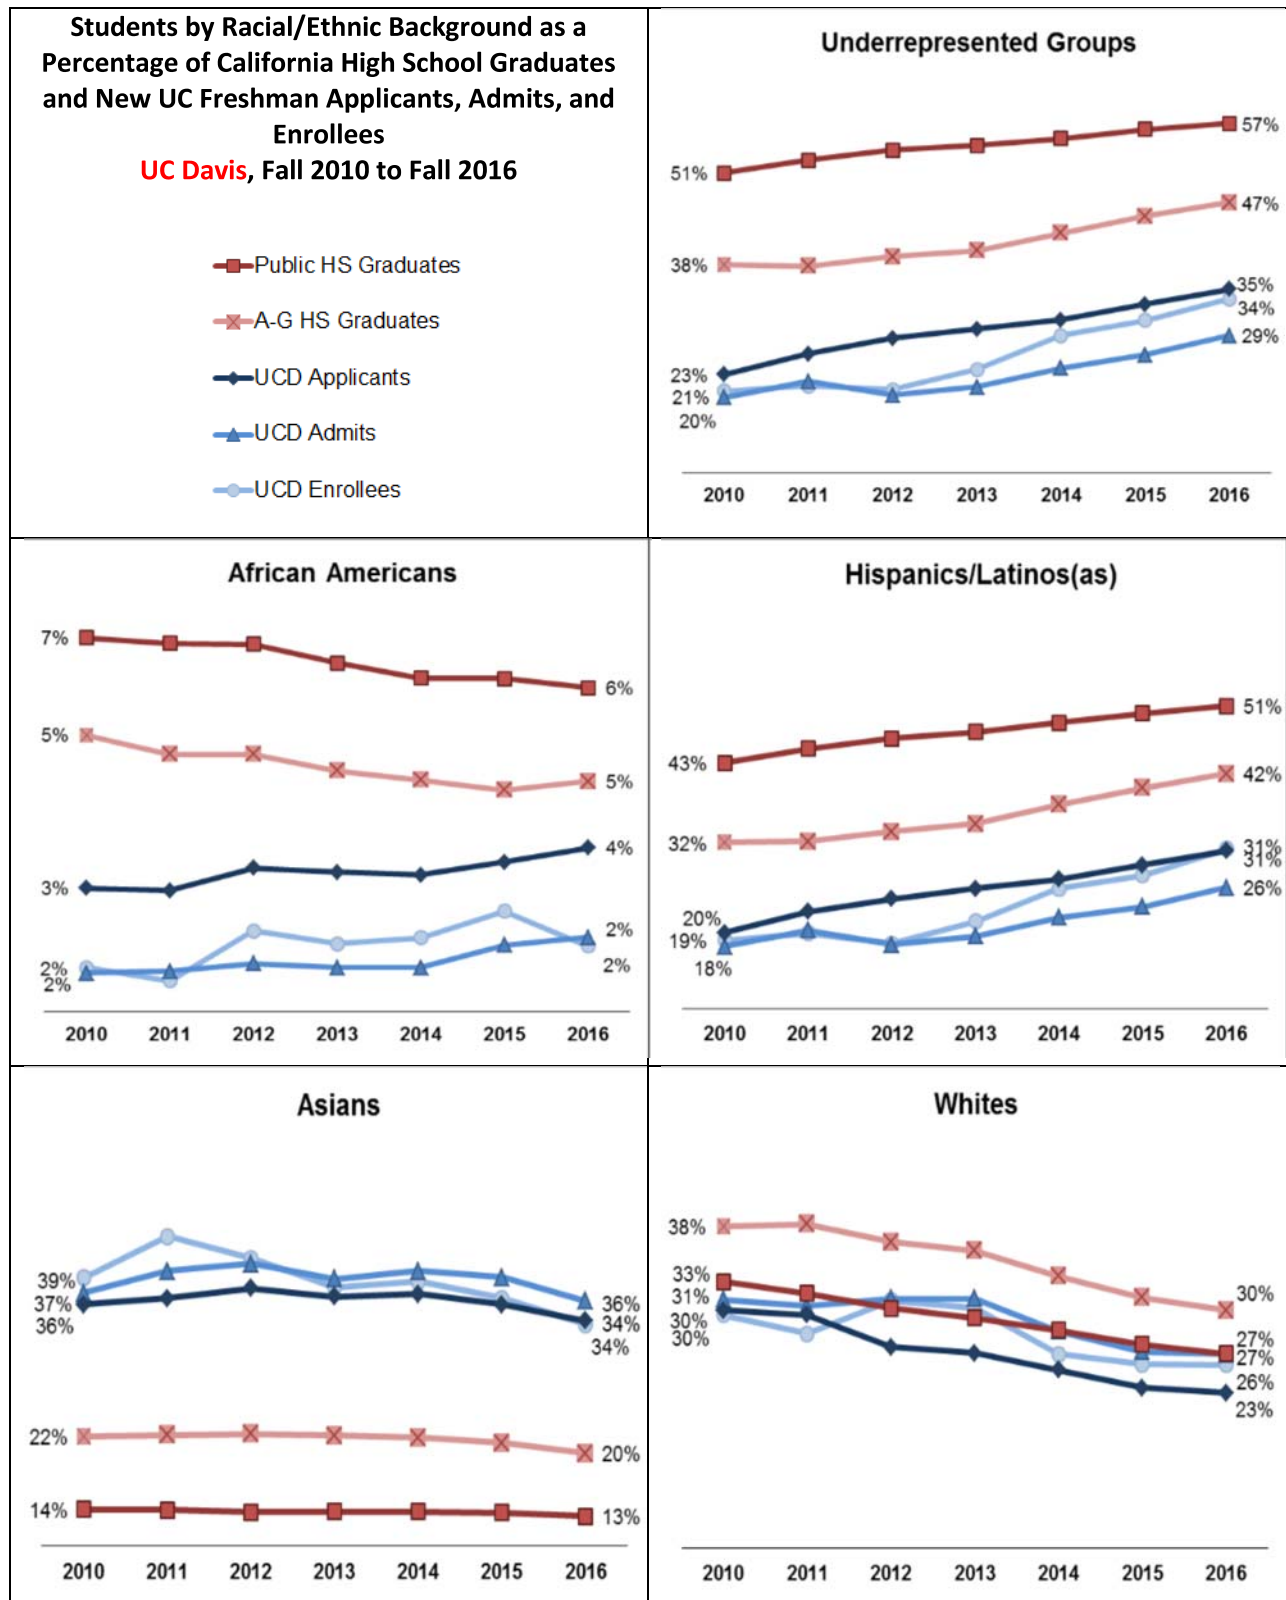 Students by Racial/Ethnic Background as a
Percentage of California High School Graduates
and New UC Freshman Applicants, Admits, and
Enrollees
UC Davis, Fall 2010 to Fall 2016
Public HS Graduates
A-G HS Graduates
UCD Applicants
UCD Admits
UCD Enrollees
Underrepresented Groups
57%
51%
47%
38%
35%
34%
29%
23%
21%
20%
2010 2011 2012 2013 2014 2015 2016
African Americans
7%
6%
5%
5%
4%
3%
2%
2%
2%
2%
2010 2011 2012 2013 2014 2015 2016
Hispanics/Latinos(as)
51%
43%
42%
32%
31%
31%
26%
20%
19%
18%
2010 2011 2012 2013 2014 2015 2016
Asians
39%
37%
36%
36%
34%
34%
22%
20%
14%
13%
2010 2011 2012 2013 2014 2015 2016
Whites
38%
33%
31%
30%
30%
30%
27%
27%
26%
23%
2010 2011 2012 2013 2014 2015 2016